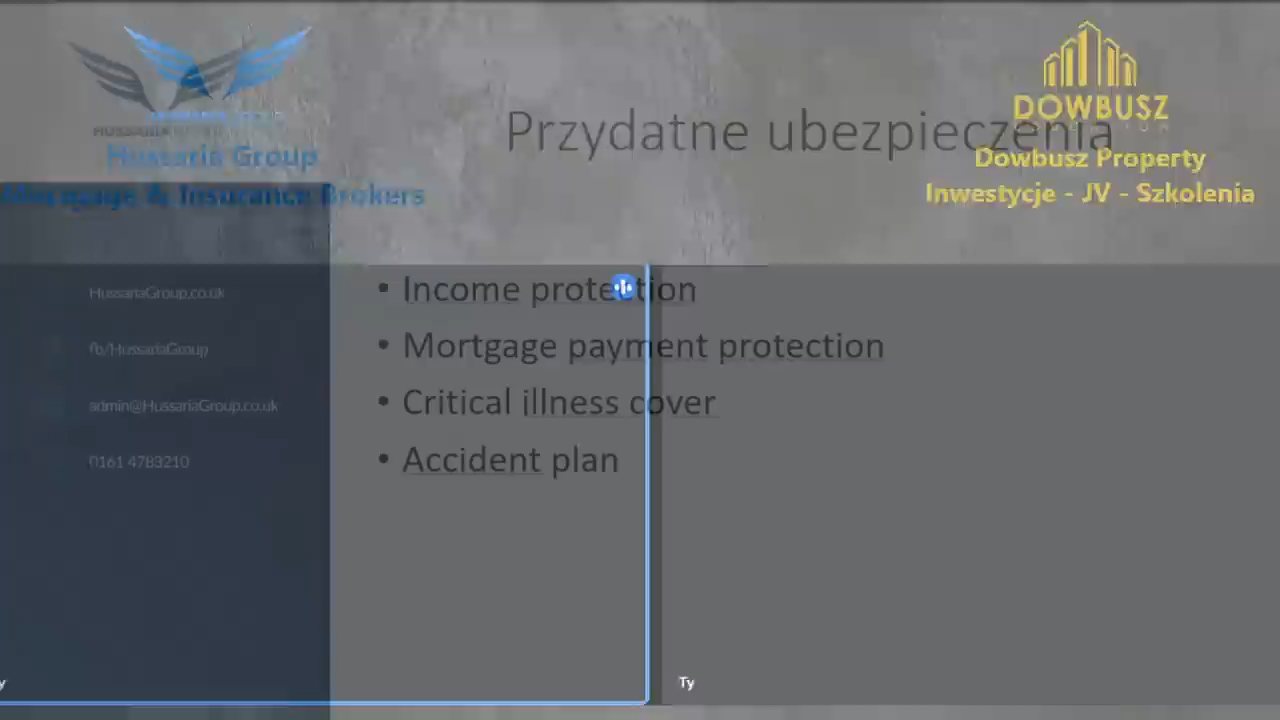 DOWBUSZ
Hussaria Group
Mortgage & Insurance Brokers
Przydatne ubezpieczenia
Dowbusz Property
Inwestycje - JV - Szkolenia
HussariaGroup.co.uk
fb/HussariaGroup
admin@HussariaGroup.co.uk
0161 4783210
• Income protection
• Mortgage payment protection
• Critical illness cover
• Accident plan
y
Ty